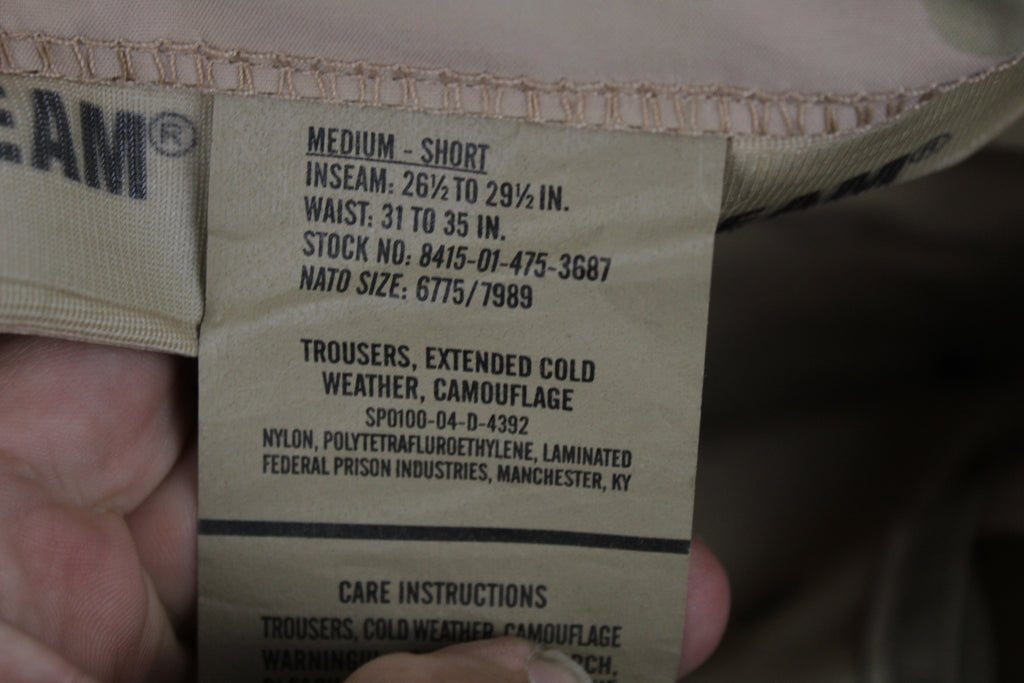 EAM®
MEDIUM - SHORT
INSEAM: 26½ TO 29½ IN.
WAIST: 31 TO 35 IN.
STOCK NO: 8415-01-475-3687
NATO SIZE: 6775/7989
TROUSERS, EXTENDED COLD
WEATHER, CAMOUFLAGE
SP0100-04-D-4392
NYLON, POLYTETRAFLUROETHYLENE, LAMINATED
FEDERAL PRISON INDUSTRIES, MANCHESTER, KY
CARE INSTRUCTIONS
TROUSERS, COLD WEATHER, CAMOUFLAGE